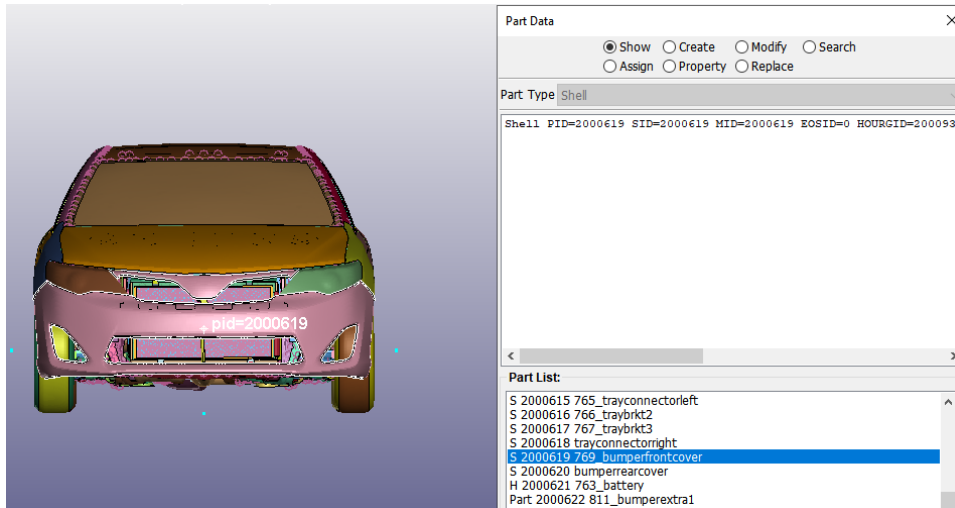 Part Data
Show Create Modify Search
Assign Property Replace
Part Type Shell
Shell PID=2000619 SID=2000619 MID=2000619 EOSID=0 HOURGID=200093
pid=2000619
Part List:
S 2000615 765_trayconnectorleft
S 2000616 766_traybrkt2
S 2000617 767_traybrkt3
S 2000618 trayconnectorright
S 2000619 769_bumperfrontcover
S 2000620 bumperrearcover
H 2000621 763_battery
Part 2000622 811_bumperextra1